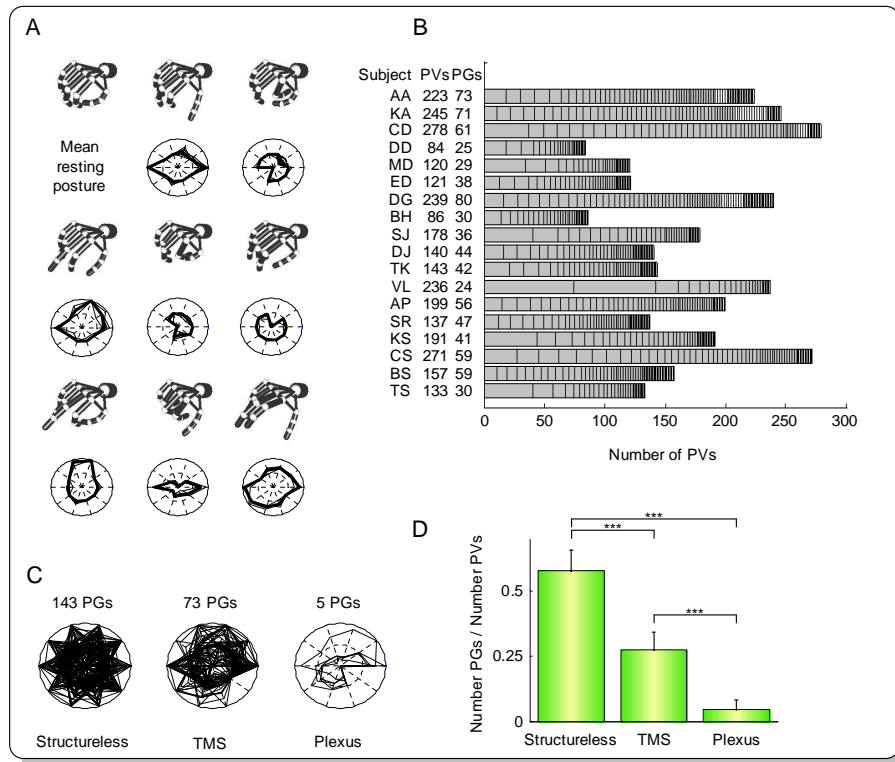 A
Mean
resting
posture
B
Subject PVs PGs
AA 223 73
KA 245 71
CD 278 61
DD 84 25
MD 120 29
ED 121 38
DG 239 80
BH 86 30
SJ 178 36
DJ 140 44
TK 143 42
VL 236 24
AP 199 56
SR 137 47
KS 191 41
CS 271 59
BS 157 59
TS 133 30
0 50 100 150 200 250 300
Number of PVs
C
143 PGs 73 PGs 5 PGs
Structureless TMS Plexus
D
Number PGs / Number PVs
***
***
***
0.5
0.25
0
Structureless TMS Plexus